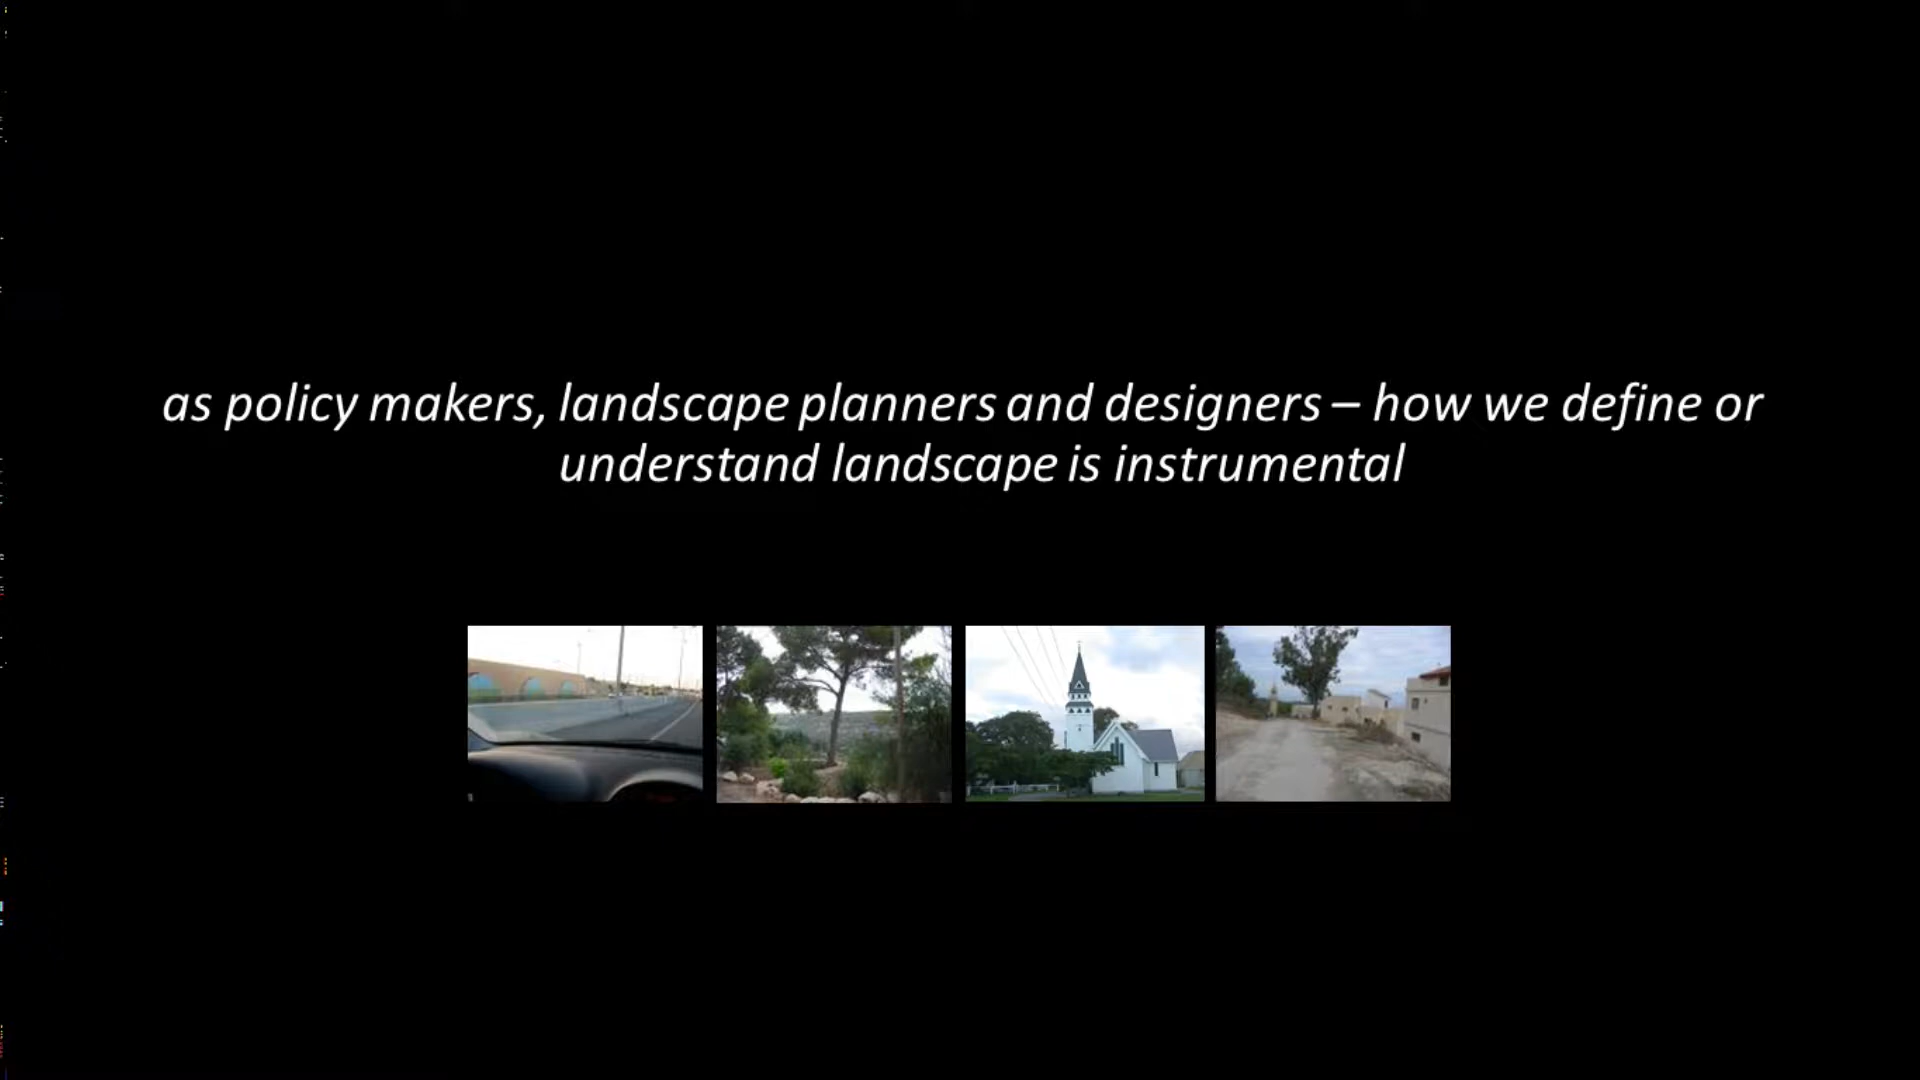 as policy makers, landscape planners and designers – how we define or
understand landscape is instrumental